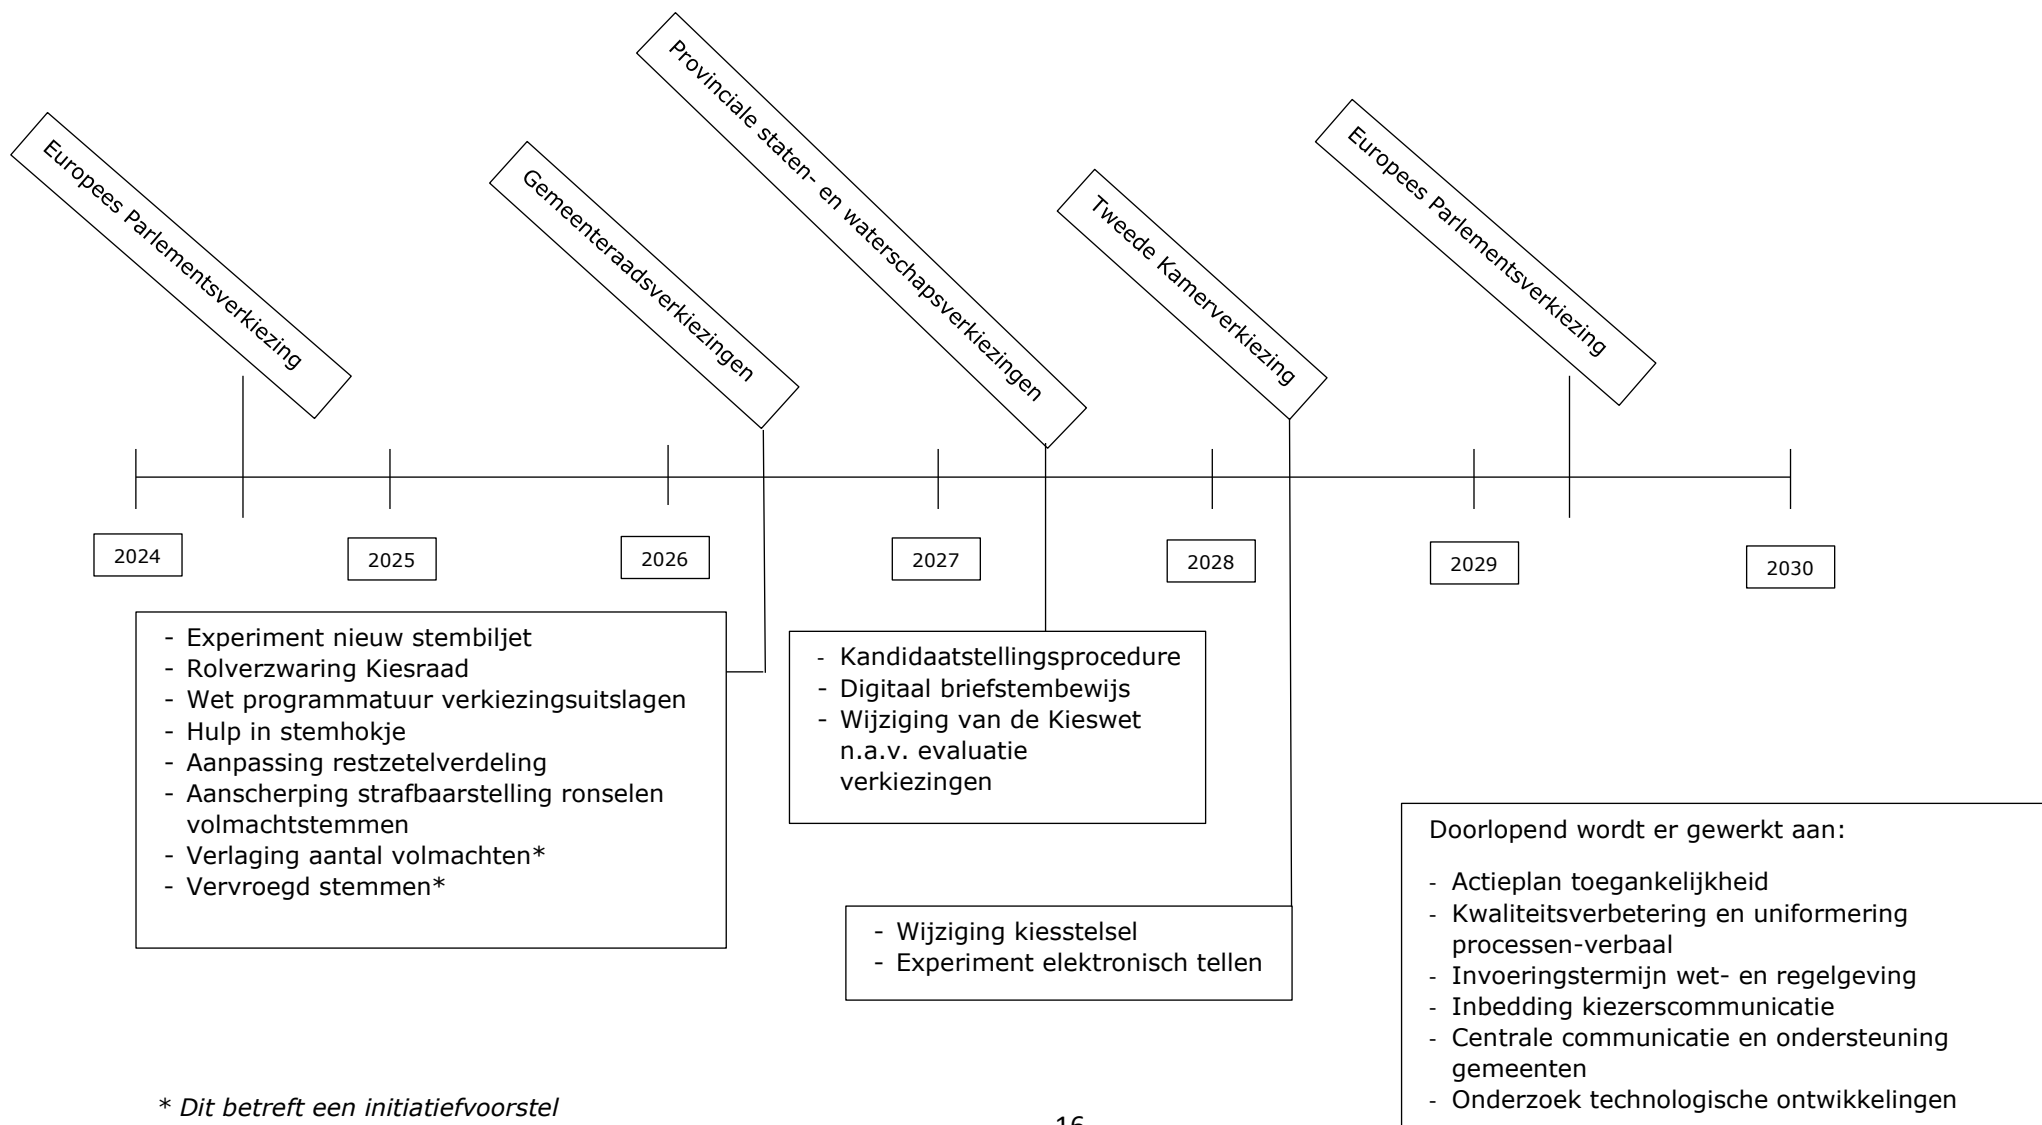 Europees Parlementsverkiezing
Gemeenteraadsverkiezingen
Provinciale staten- en waterschapsverkiezingen
Tweede Kamerverkiezing
Europees Parlementsverkiezing
2024
2025
2026
2027
2028
2029
2030
- Experiment nieuw stembiljet
- Rolverzwaring Kiesraad
- Wet programmatuur verkiezingsuitslagen
- Hulp in stemhokje
- Aanpassing restzetelverdeling
- Aanscherping strafbaarstelling ronselen
volmachtstemmen
- Verlaging aantal volmachten*
- Vervroegd stemmen*
- Kandidaatstellingsprocedure
- Digitaal briefstembewijs
- Wijziging van de Kieswet
n.a.v. evaluatie
verkiezingen
- Wijziging kiesstelsel
- Experiment elektronisch tellen
Doorlopend wordt er gewerkt aan:
- Actieplan toegankelijkheid
- Kwaliteitsverbetering en uniformering
processen-verbaal
- Invoeringstermijn wet- en regelgeving
- Inbedding kiezerscommunicatie
- Centrale communicatie en ondersteuning
gemeenten
- Onderzoek technologische ontwikkelingen
* Dit betreft een initiatiefvoorstel
16